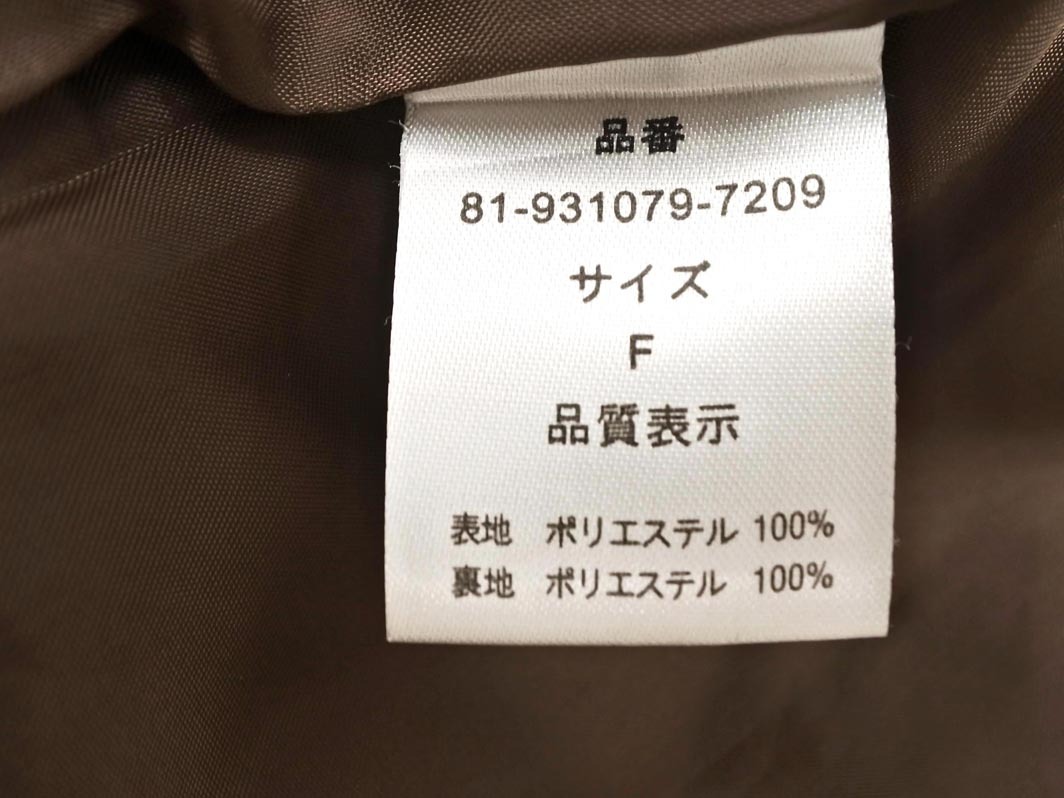 品番
81-931079-7209
サイズ
F
品質表示
表地 ポリエステル 100%
裏地 ポリエステル 100%